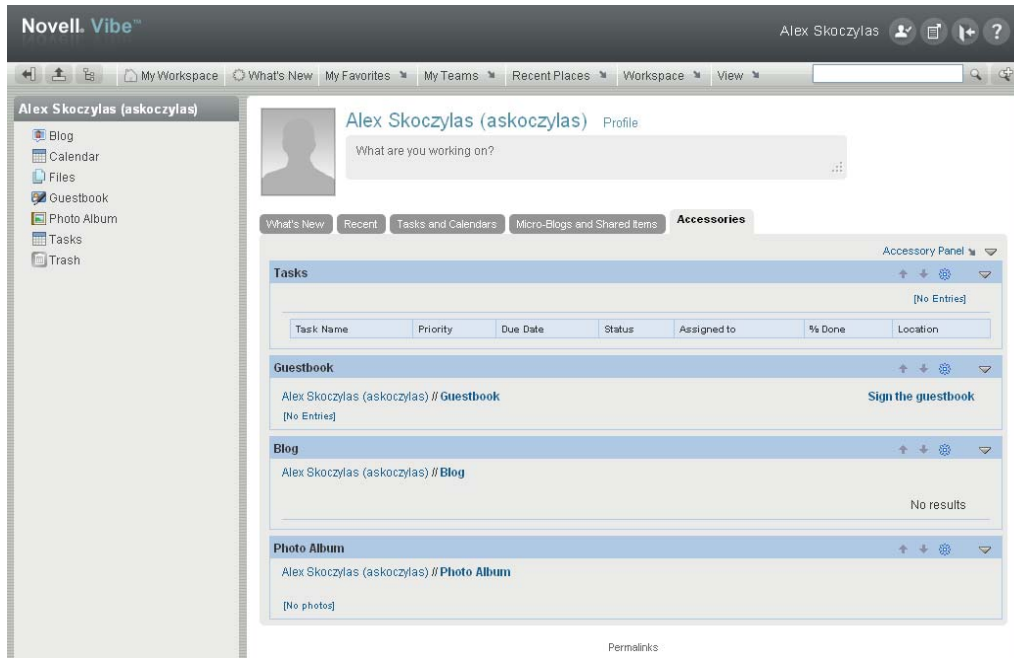 Novell. Vibe™
Alex Skoczylas ?
My Workspace What's New My Favorites My Teams Recent Places Workspace View
Alex Skoczylas (askoczylas)
Blog
Calendar
Files
Guestbook
Photo Album
Tasks
Trash
Alex Skoczylas (askoczylas) Profile
What are you working on?
What's New Recent Tasks and Calendars Micro-Blogs and Shared Items Accessories
Accessory Panel
Tasks
[No Entries]
Task Name Priority Due Date Status Assigned to % Done Location
Guestbook
Alex Skoczylas (askoczylas) // Guestbook Sign the guestbook
[No Entries]
Blog
Alex Skoczylas (askoczylas) // Blog
No results
Photo Album
Alex Skoczylas (askoczylas) // Photo Album
[No photos]
Permalinks